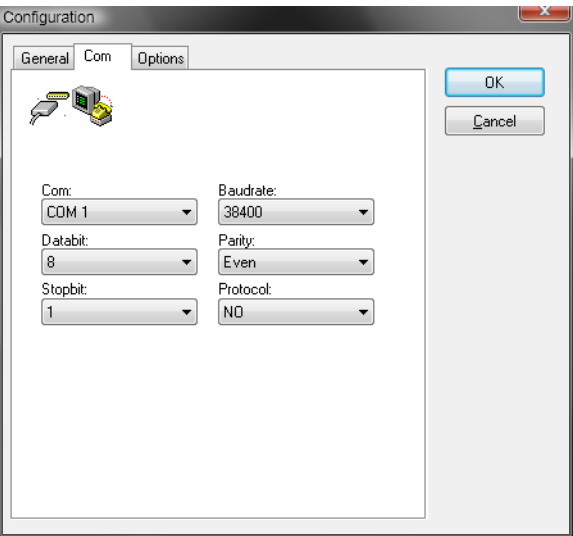 Configuration
General Com Options
OK
Cancel
Com: Baudrate:
COM 1 38400
Databit: Parity:
8 Even
Stopbit: Protocol:
1 NO